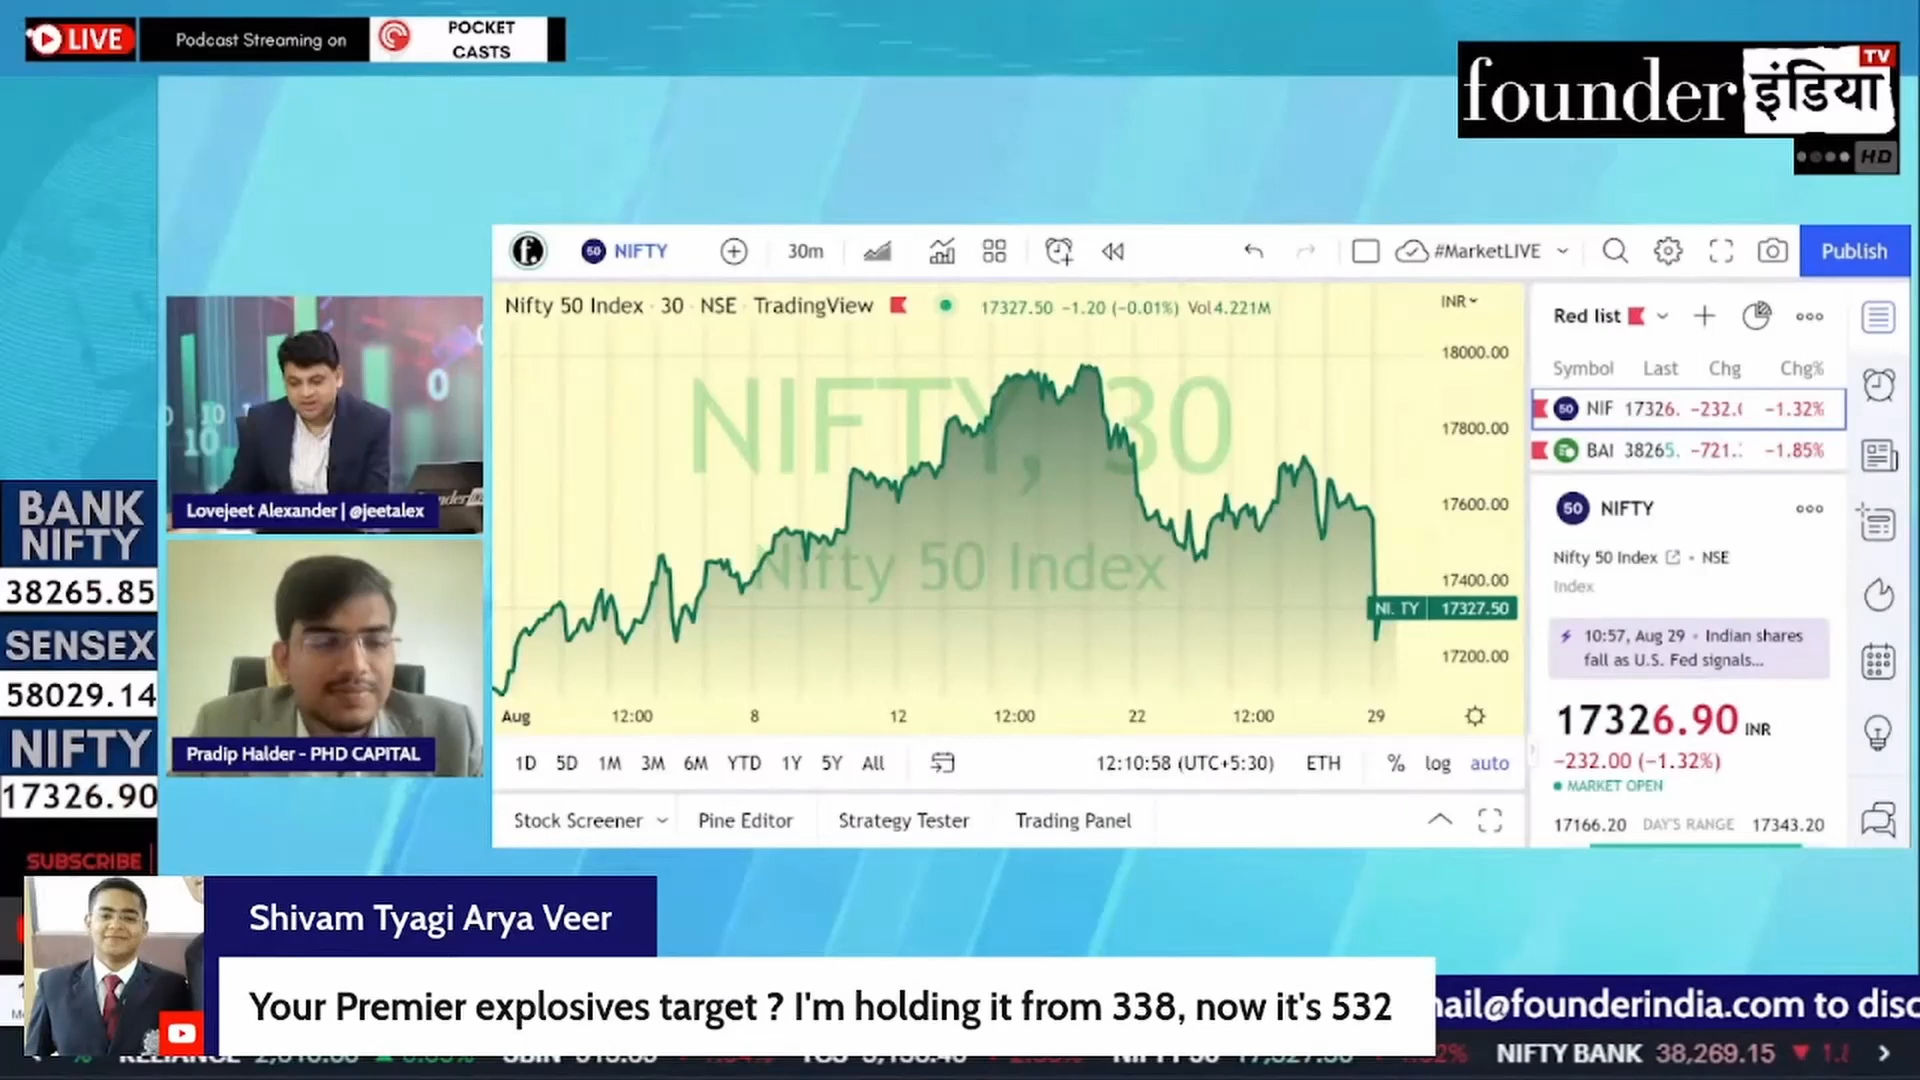 LIVE
Podcast Streaming on
POCKET
CASTS
founder इंडिया TV
HD
NIFTY
30m
#MarketLIVE
Publish
Nifty 50 Index · 30 · NSE · TradingView
17327.50 −1.20 (−0.01%) Vol 4.221M
INR
NIFTY, 30
Nifty 50 Index
18000.00
17800.00
17600.00
17400.00
NI. TY 17327.50
17200.00
Aug 12:00 8 12 12:00 22 12:00 29
1D 5D 1M 3M 6M YTD 1Y 5Y All
12:10:58 (UTC+5:30) ETH % log auto
Stock Screener Pine Editor Strategy Tester Trading Panel
Red list
Symbol Last Chg Chg%
50 NIF 17326. −232.( −1.32%
BAI 38265. −721. −1.85%
50 NIFTY
Nifty 50 Index • NSE
Index
10:57, Aug 29 • Indian shares
fall as U.S. Fed signals...
17326.90 INR
−232.00 (−1.32%)
MARKET OPEN
17166.20 DAY'S RANGE 17343.20
Lovejeet Alexander | @jeetalex
Pradip Halder - PHD CAPITAL
BANK
NIFTY
38265.85
SENSEX
58029.14
NIFTY
17326.90
SUBSCRIBE
Shivam Tyagi Arya Veer
Your Premier explosives target ? I'm holding it from 338, now it's 532
mail@founderindia.com to disc
NIFTY BANK 38,269.15